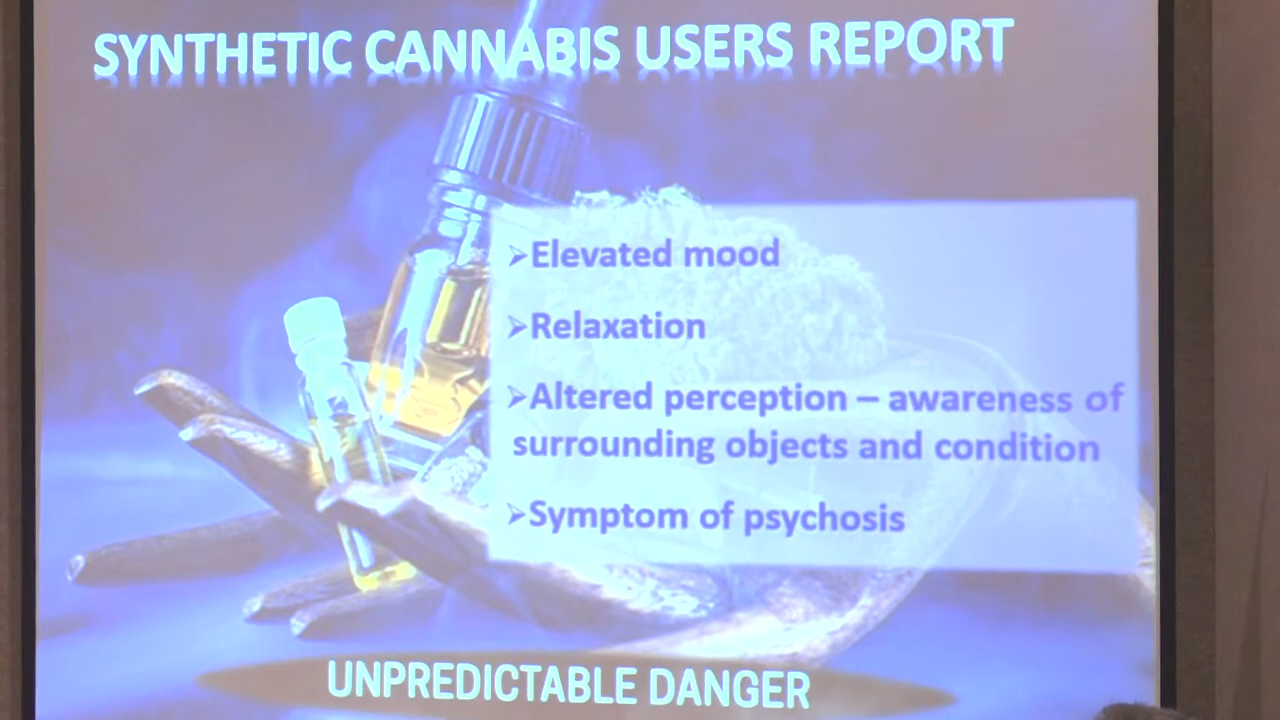 SYNTHETIC CANNABIS USERS REPORT
➢Elevated mood
➢Relaxation
➢Altered perception – awareness of
surrounding objects and condition
➢Symptom of psychosis
UNPREDICTABLE DANGER